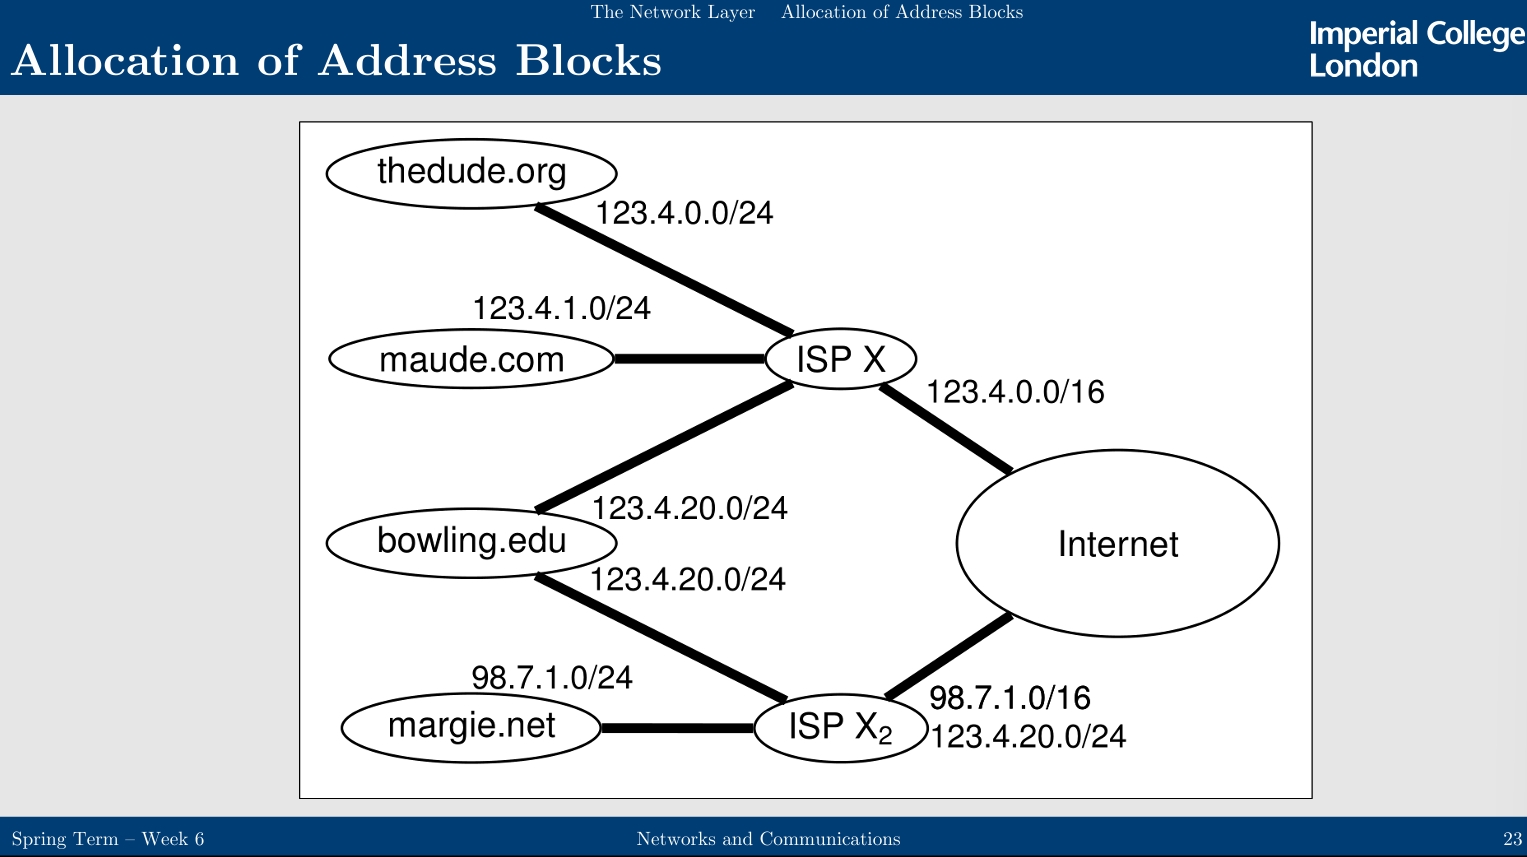 The Network Layer Allocation of Address Blocks
Allocation of Address Blocks
Imperial College
London
thedude.org
123.4.0.0/24
123.4.1.0/24
maude.com
ISP X
123.4.0.0/16
123.4.20.0/24
bowling.edu
Internet
123.4.20.0/24
98.7.1.0/24
margie.net
ISP X₂
98.7.1.0/16
123.4.20.0/24
Spring Term – Week 6
Networks and Communications
23